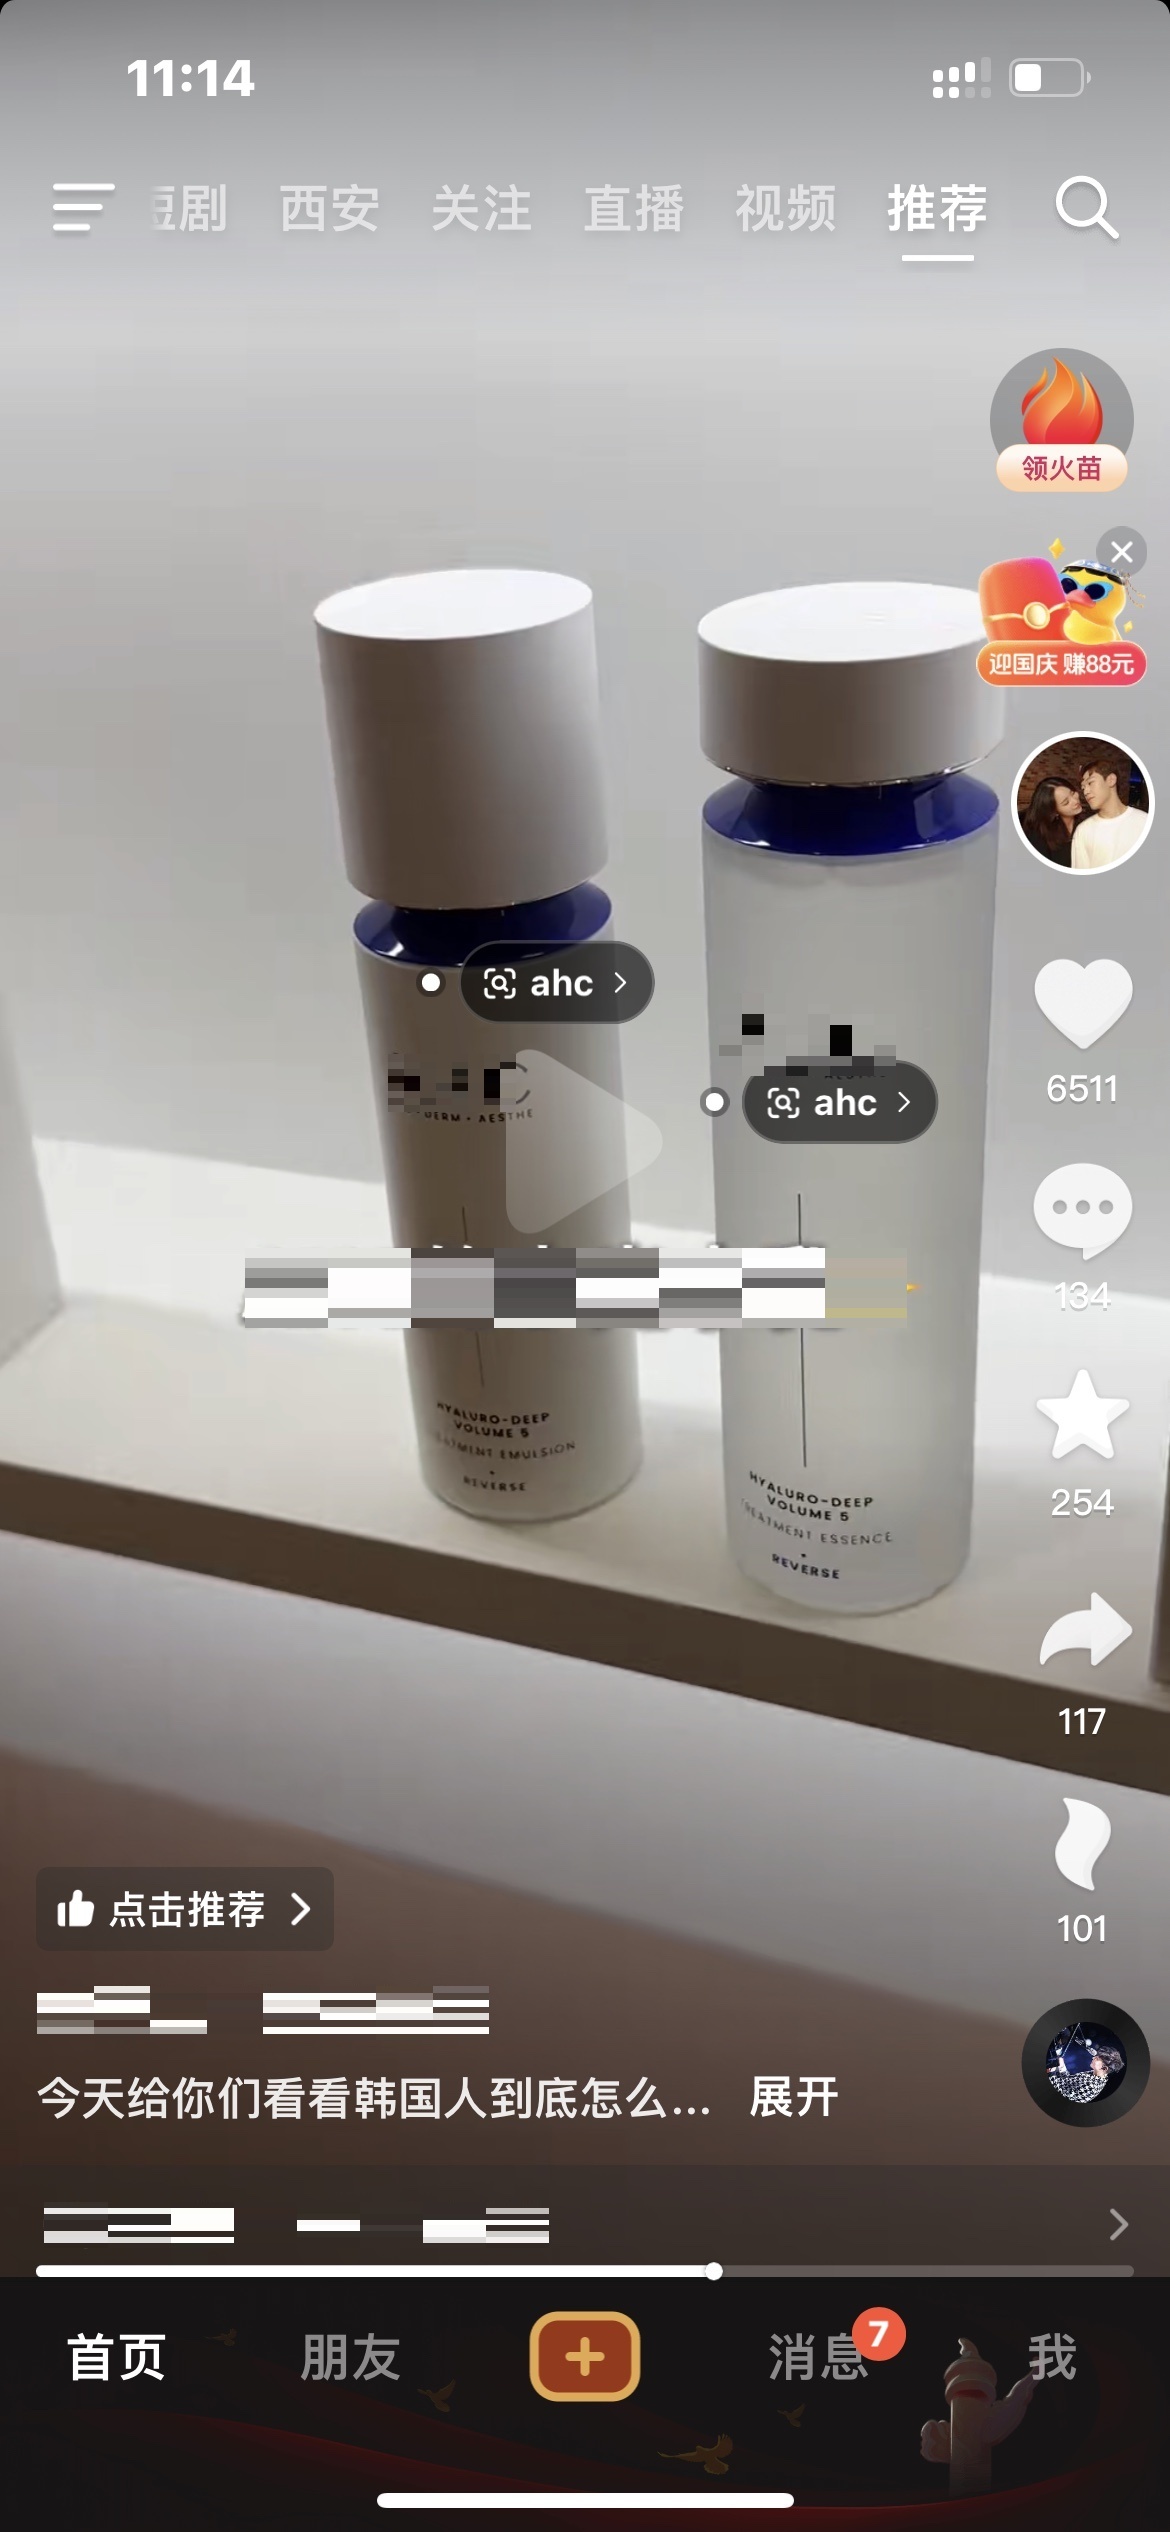 11:14
短剧 西安 关注 直播 视频 推荐
领火苗
迎国庆 赚88元
ahc
DERM • AESTHE
ahc
6511
134
HYALURO-DEEP
VOLUME 5
TREATMENT EMULSION
REVERSE
HYALURO-DEEP
VOLUME 5
TREATMENT ESSENCE
REVERSE
254
117
101
点击推荐
今天给你们看看韩国人到底怎么... 展开
首页 朋友 消息 7 我